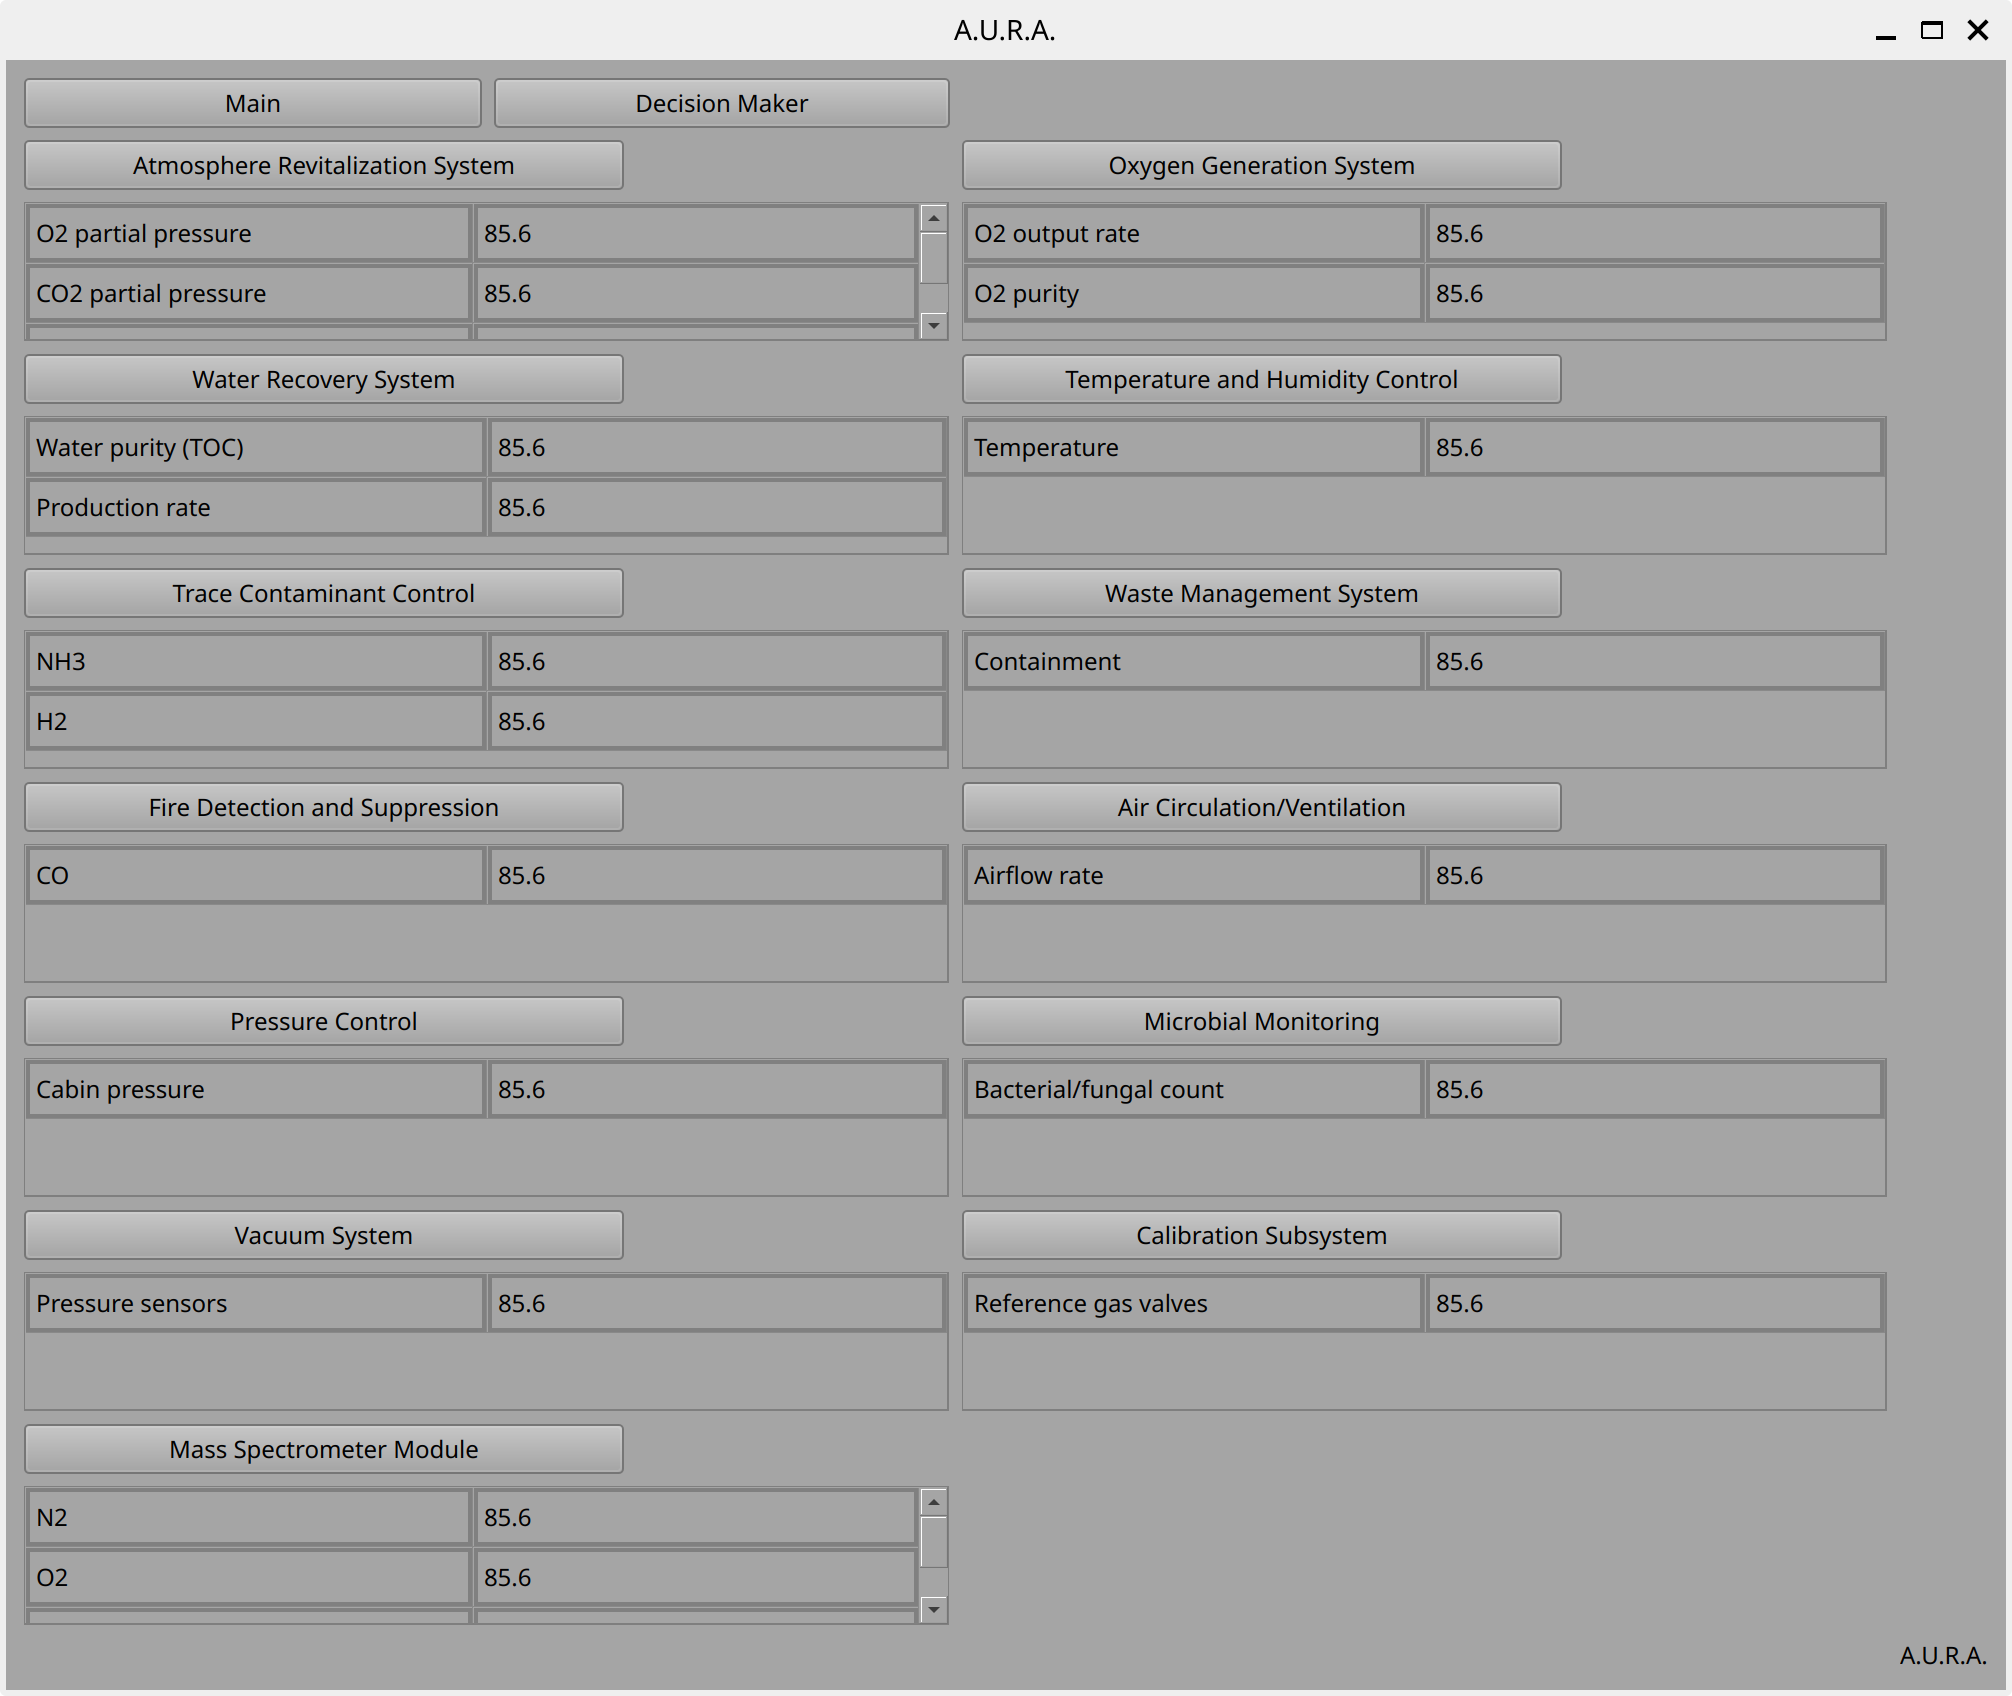 A.U.R.A.
Main
Decision Maker
Atmosphere Revitalization System
Oxygen Generation System
O2 partial pressure 85.6
CO2 partial pressure 85.6
O2 output rate 85.6
O2 purity 85.6
Water Recovery System
Temperature and Humidity Control
Water purity (TOC) 85.6
Production rate 85.6
Temperature 85.6
Trace Contaminant Control
Waste Management System
NH3 85.6
H2 85.6
Containment 85.6
Fire Detection and Suppression
Air Circulation/Ventilation
CO 85.6
Airflow rate 85.6
Pressure Control
Microbial Monitoring
Cabin pressure 85.6
Bacterial/fungal count 85.6
Vacuum System
Calibration Subsystem
Pressure sensors 85.6
Reference gas valves 85.6
Mass Spectrometer Module
N2 85.6
O2 85.6
A.U.R.A.